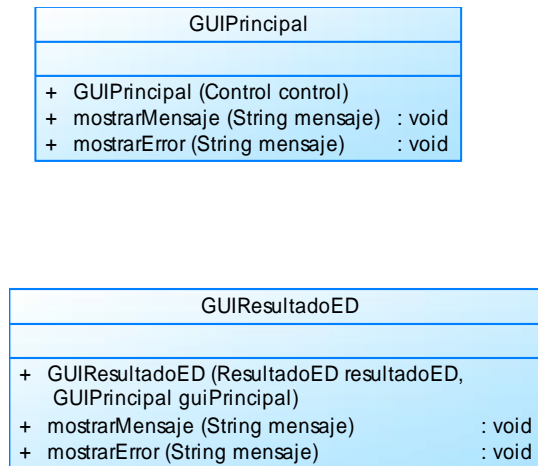 GUIPrincipal
+ GUIPrincipal (Control control)
+ mostrarMensaje (String mensaje) : void
+ mostrarError (String mensaje) : void
GUIResultadoED
+ GUIResultadoED (ResultadoED resultadoED,
GUIPrincipal guiPrincipal)
+ mostrarMensaje (String mensaje) : void
+ mostrarError (String mensaje) : void